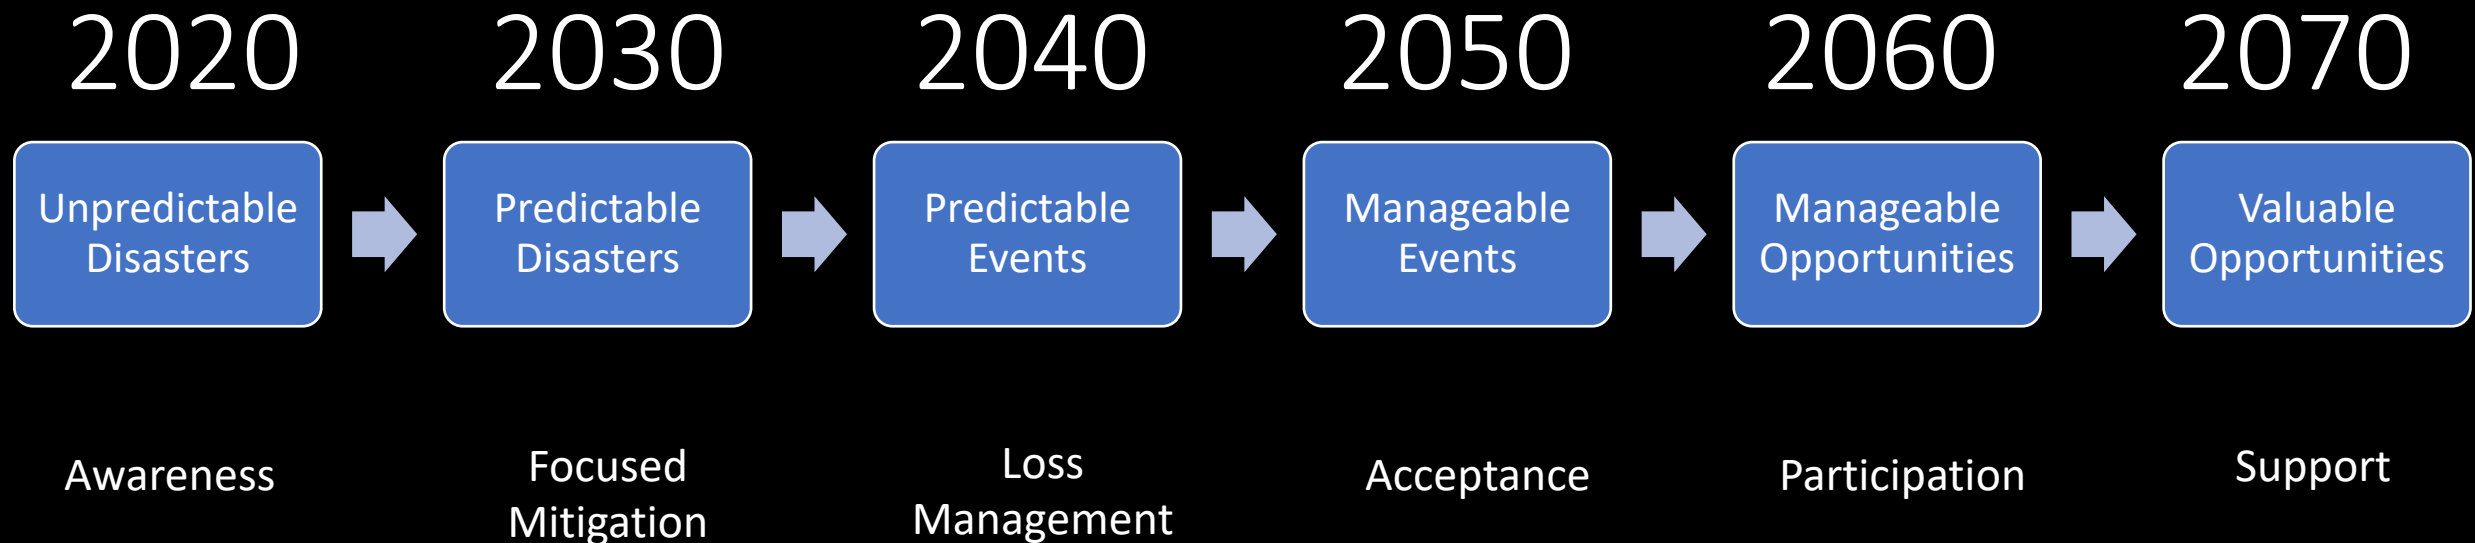 2020 2030 2040 2050 2060 2070
Unpredictable
Disasters
Predictable
Disasters
Predictable
Events
Manageable
Events
Manageable
Opportunities
Valuable
Opportunities
Awareness
Focused
Mitigation
Loss
Management
Acceptance
Participation
Support